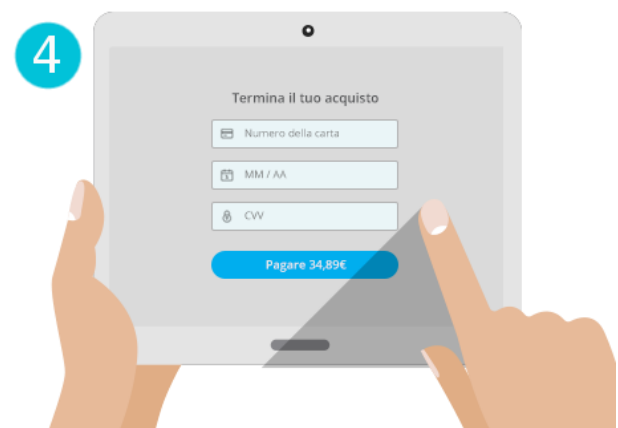 4
Termina il tuo acquisto
Numero della carta
MM / AA
CVV
Pagare 34,89€